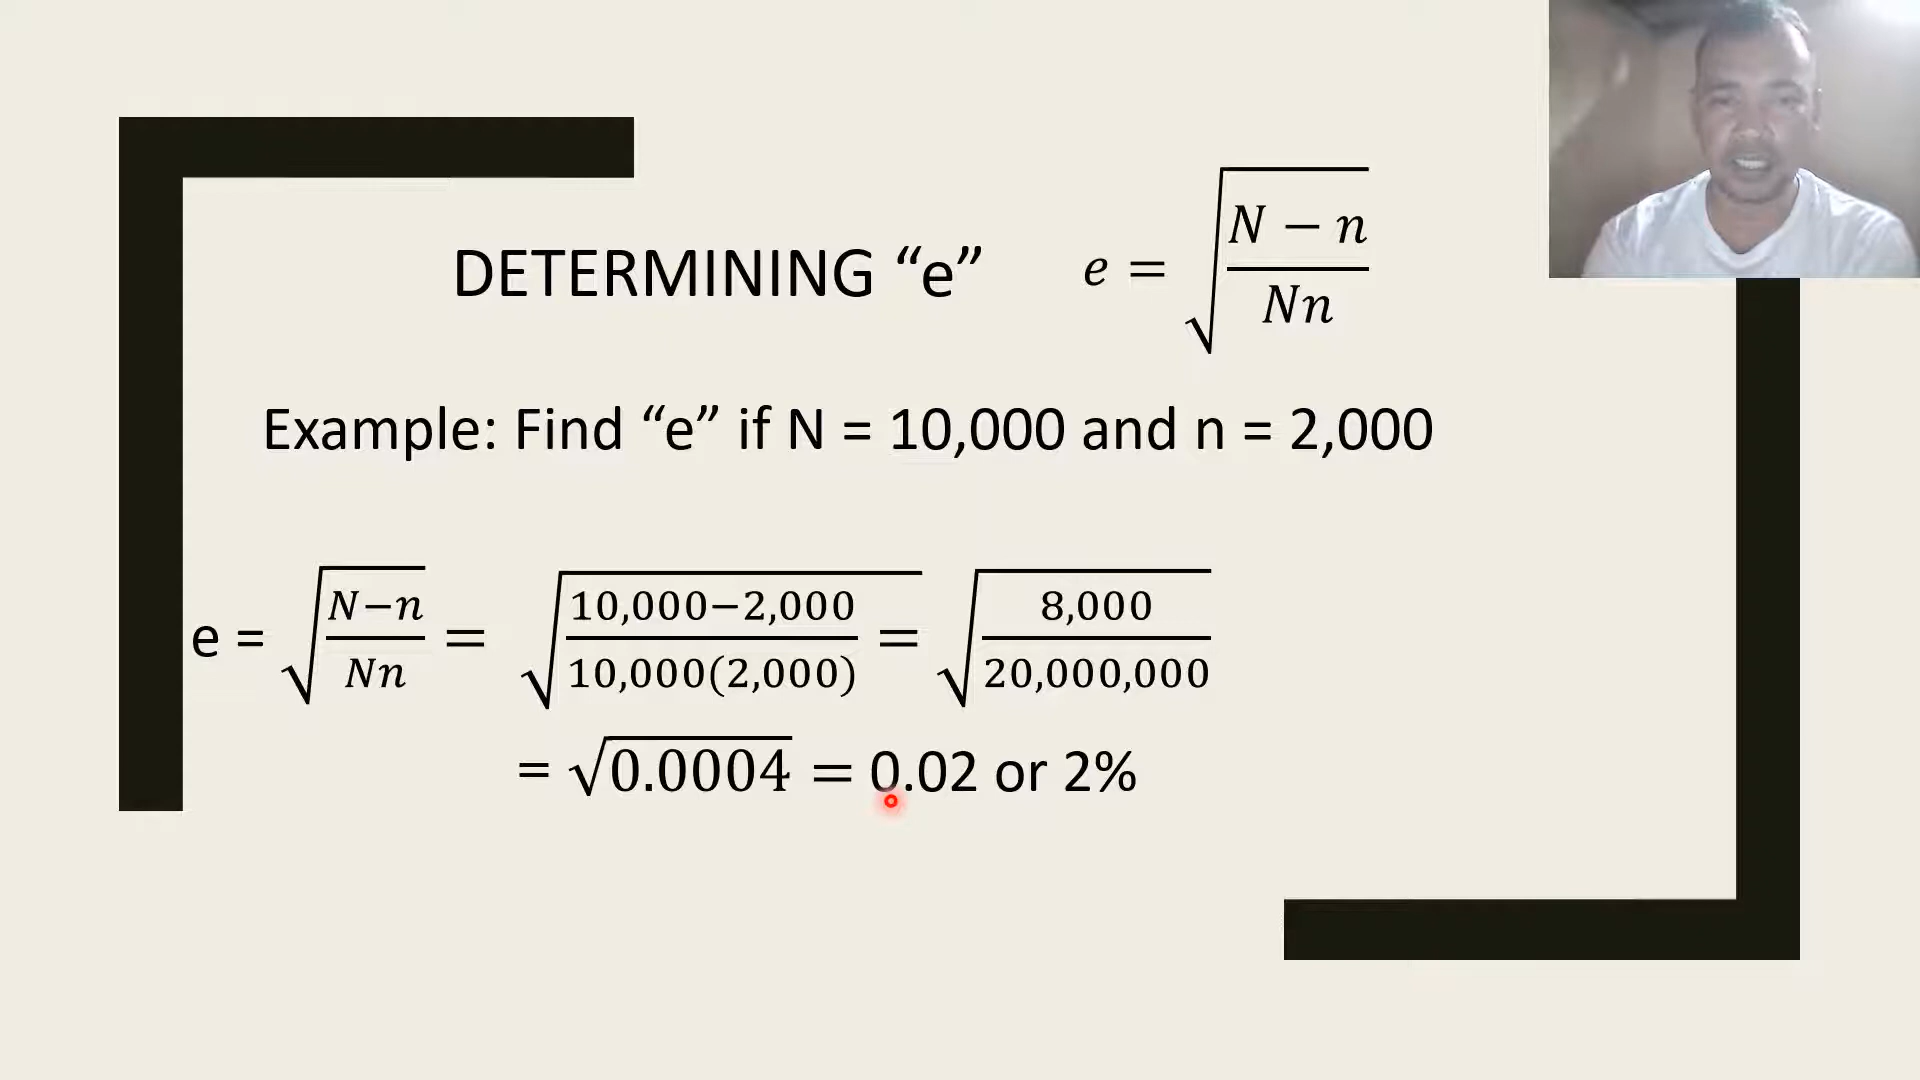 DETERMINING “e” e = √((N − n)/(Nn))
Example: Find “e” if N = 10,000 and n = 2,000
e = √((N−n)/(Nn)) = √((10,000−2,000)/(10,000(2,000))) = √(8,000/20,000,000)
= √0.0004 = 0.02 or 2%